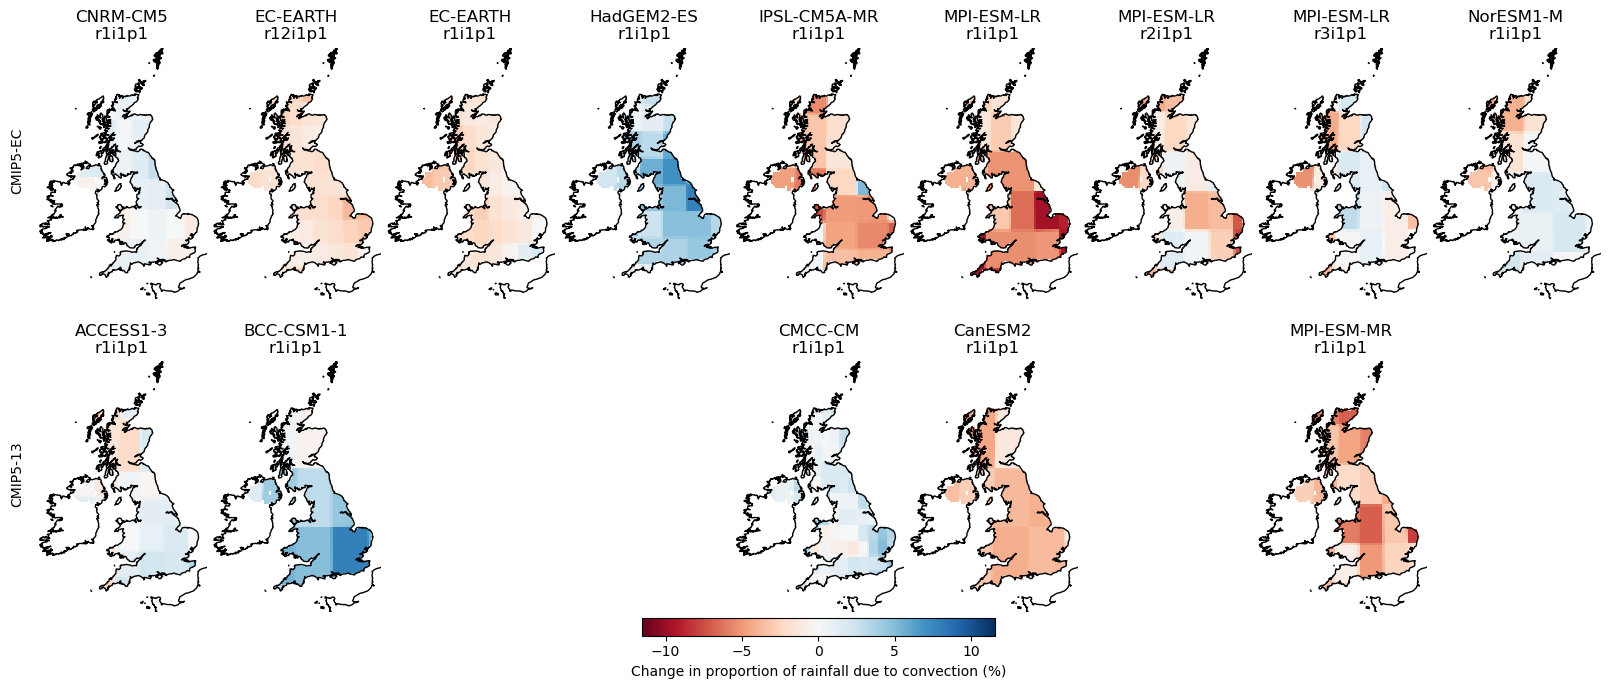 CNRM-CM5
r1i1p1
EC-EARTH
r12i1p1
EC-EARTH
r1i1p1
HadGEM2-ES
r1i1p1
IPSL-CM5A-MR
r1i1p1
MPI-ESM-LR
r1i1p1
MPI-ESM-LR
r2i1p1
MPI-ESM-LR
r3i1p1
NorESM1-M
r1i1p1
CMIP5-EC
ACCESS1-3
r1i1p1
BCC-CSM1-1
r1i1p1
CMCC-CM
r1i1p1
CanESM2
r1i1p1
MPI-ESM-MR
r1i1p1
CMIP5-13
−10 −5 0 5 10
Change in proportion of rainfall due to convection (%)